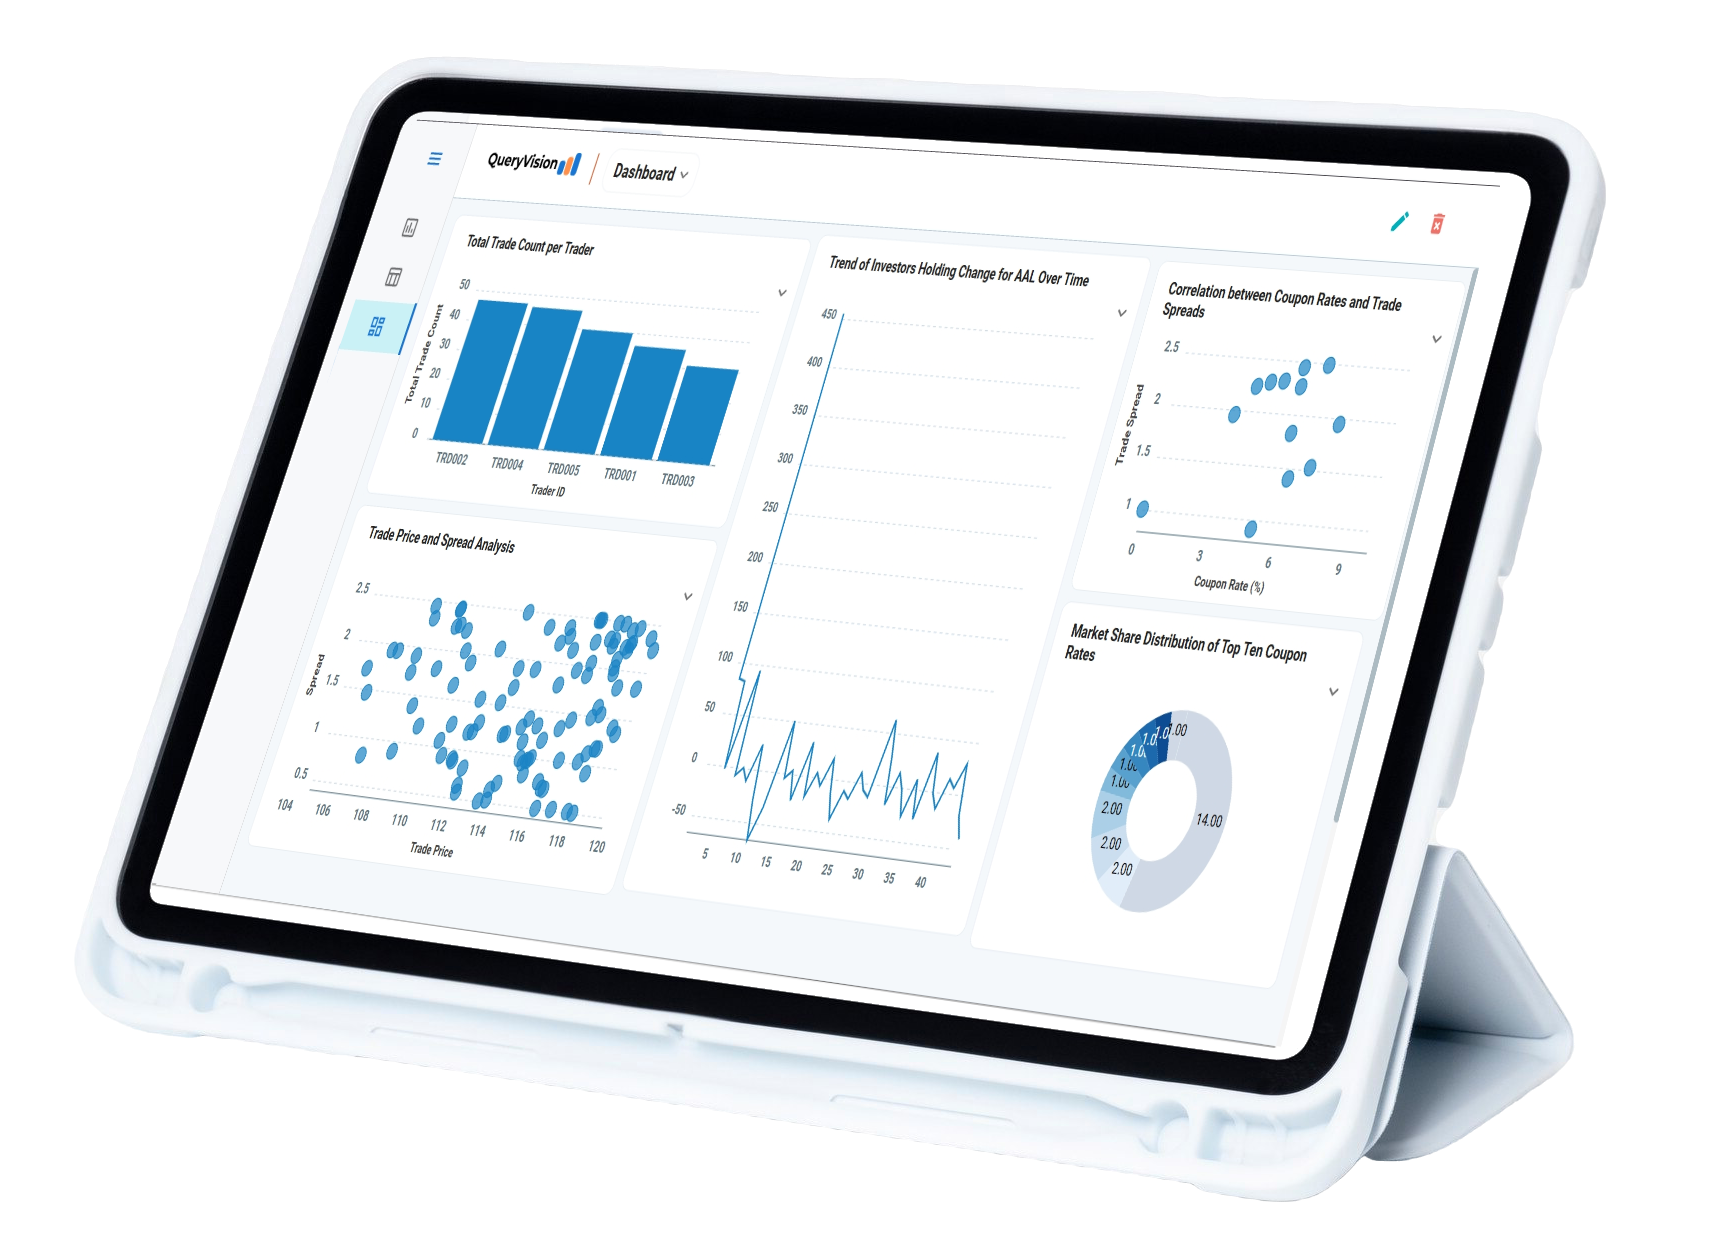 QueryVision
Dashboard
Total Trade Count per Trader
50
40
30
20
10
0
Total Trade Count
TRD002
TRD004
TRD005
TRD001
TRD003
Trader ID
Trade Price and Spread Analysis
2.5
2
1.5
1
0.5
Spread
104
106
108
110
112
114
116
118
120
Trade Price
Trend of Investors Holding Change for AAL Over Time
450
400
350
300
250
200
150
100
50
0
-50
5
10
15
20
25
30
35
40
Correlation between Coupon Rates and Trade
Spreads
2.5
2
1.5
1
Trade Spread
0
3
6
9
Coupon Rate (%)
Market Share Distribution of Top Ten Coupon
Rates
1.00
14.00
1.00
2.00
2.00
2.00